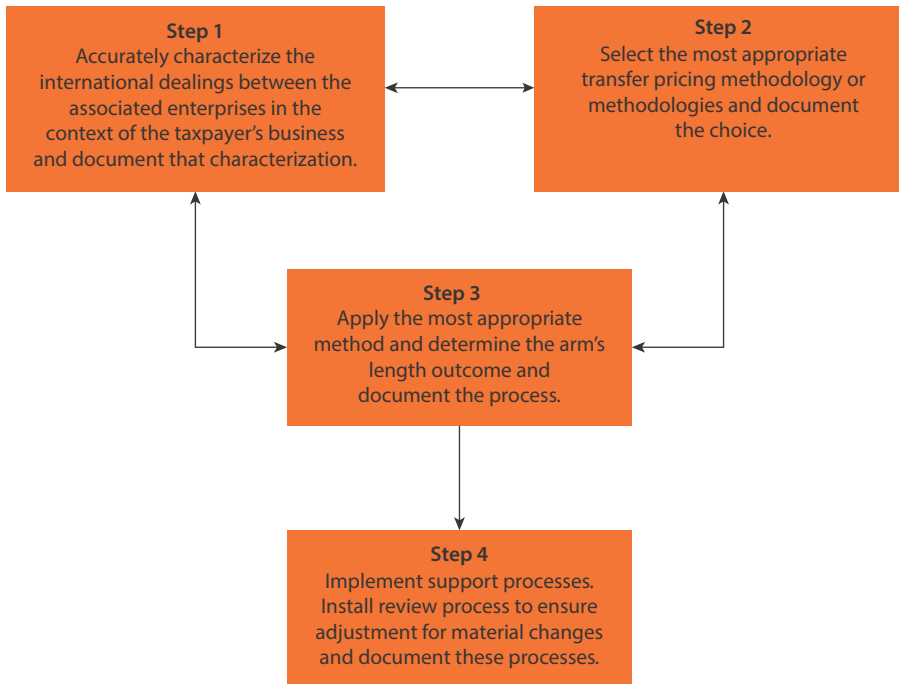 Step 1
Accurately characterize the
international dealings between the
associated enterprises in the
context of the taxpayer’s business
and document that characterization.
Step 2
Select the most appropriate
transfer pricing methodology or
methodologies and document
the choice.
Step 3
Apply the most appropriate
method and determine the arm’s
length outcome and
document the process.
Step 4
Implement support processes.
Install review process to ensure
adjustment for material changes
and document these processes.